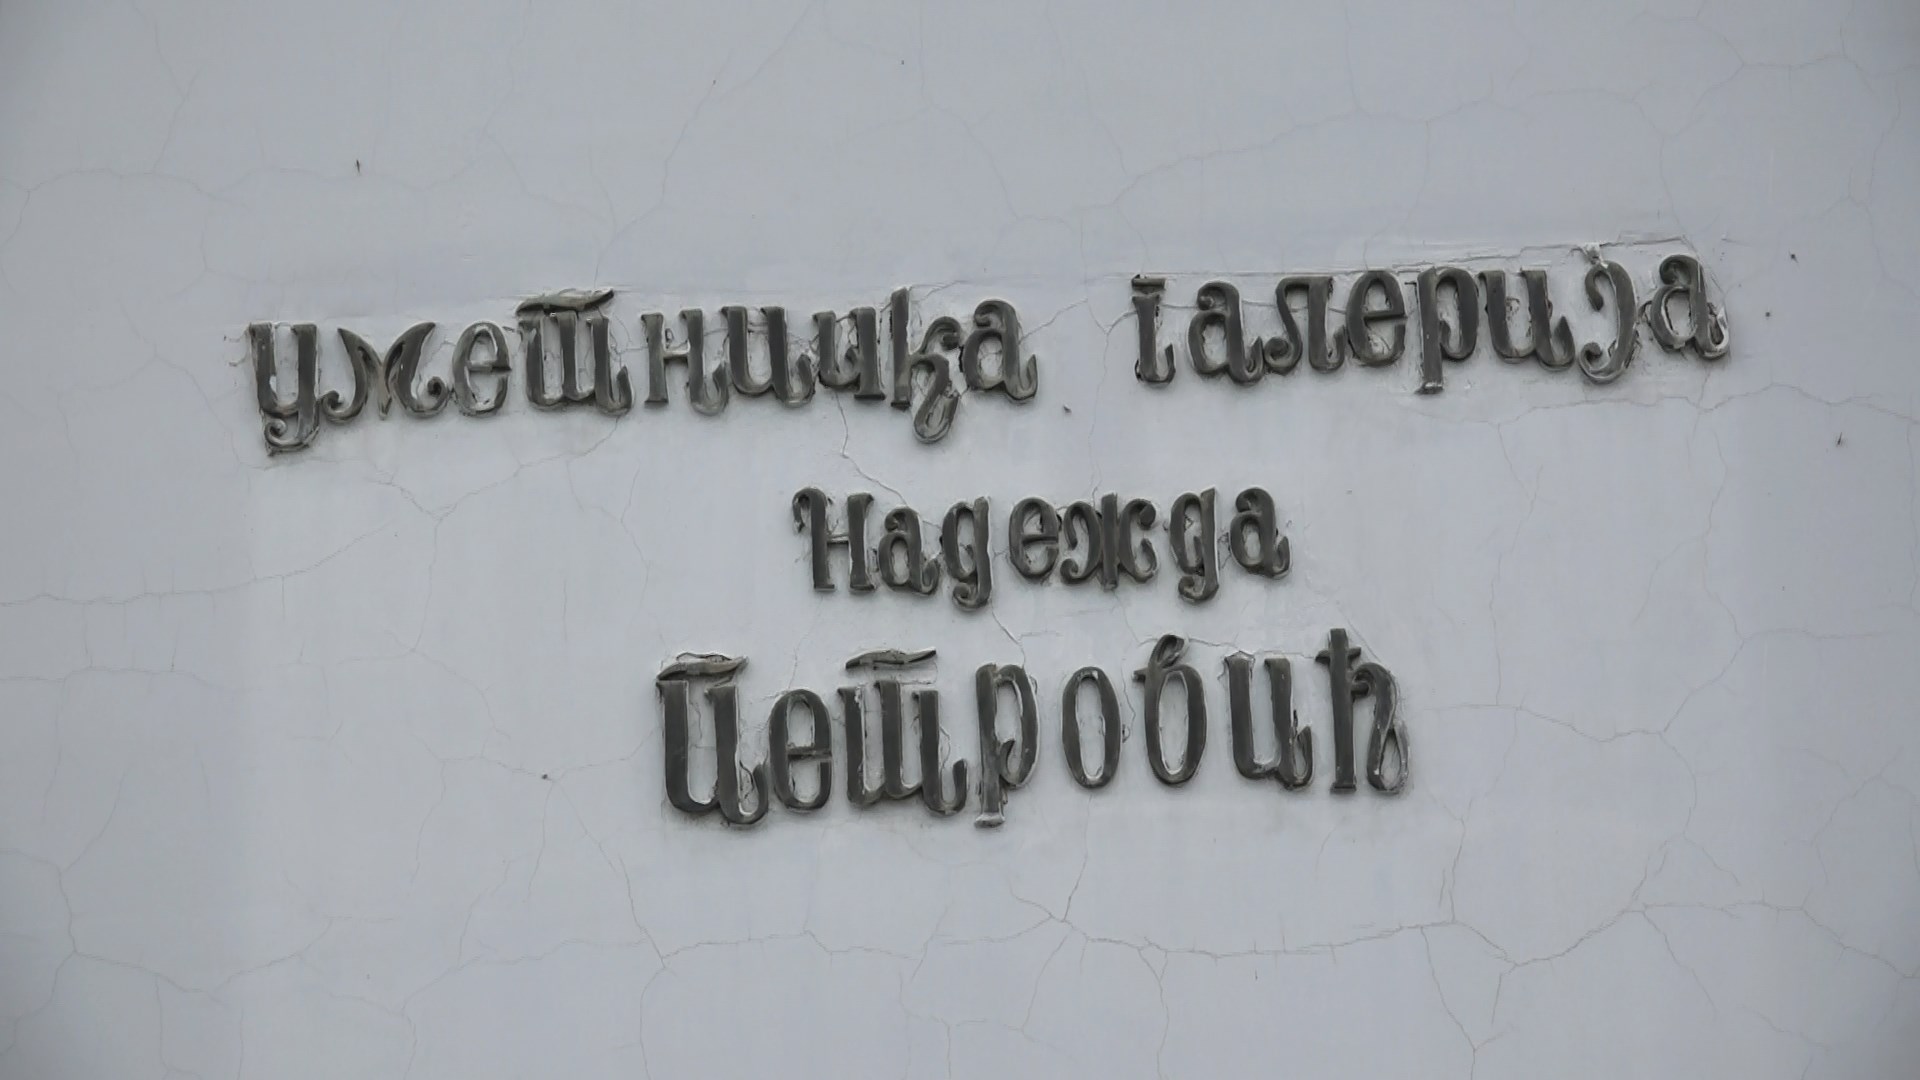 уметничка галерија
Надежда
Петровић